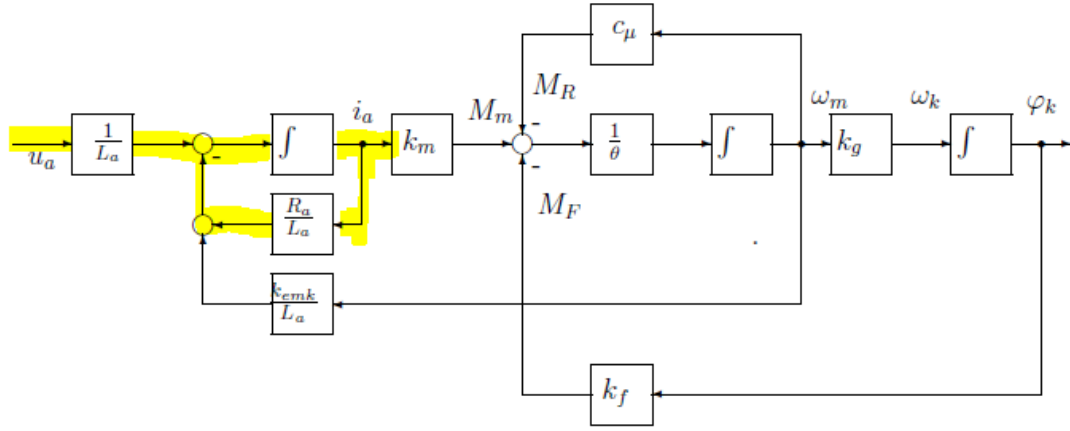 c_μ
M_R
M_m
i_a
ω_m
ω_k
φ_k
u_a
1/L_a
-
∫
k_m
-
-
1/θ
∫
k_g
∫
M_F
R_a/L_a
k_emk/L_a
k_f